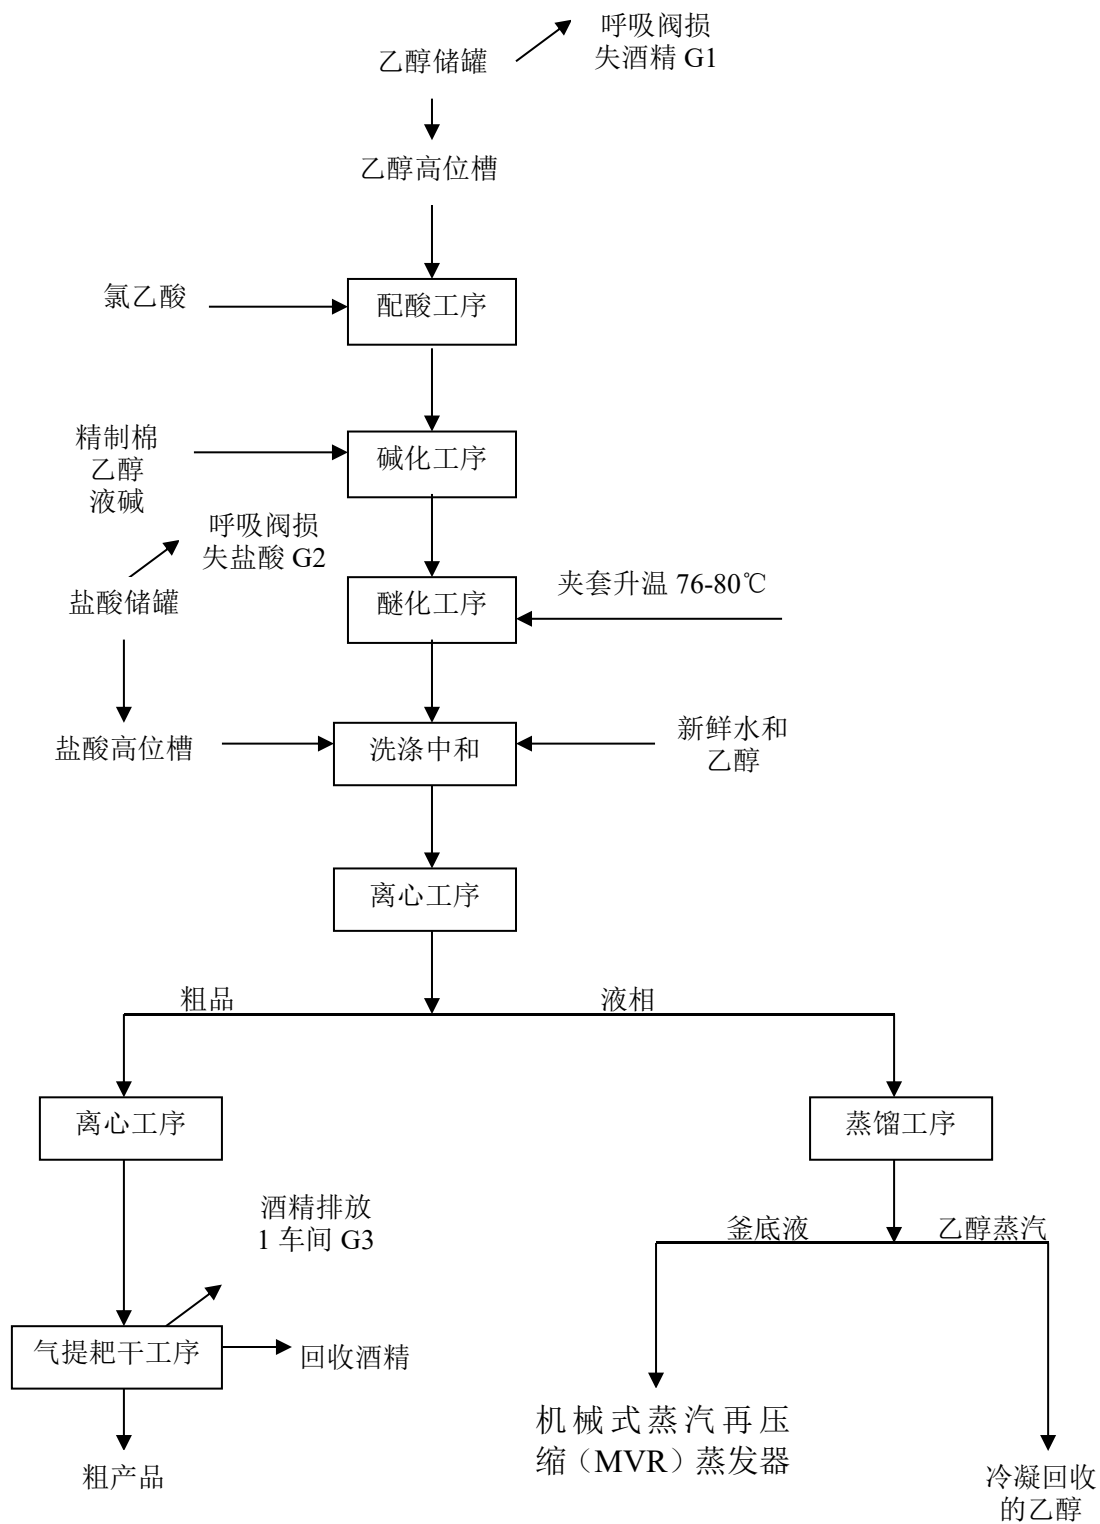 呼吸阀损
失酒精 G1
乙醇储罐
乙醇高位槽
氯乙酸
配酸工序
精制棉
乙醇
液碱
碱化工序
呼吸阀损
失盐酸 G2
盐酸储罐
醚化工序
夹套升温 76-80℃
盐酸高位槽
洗涤中和
新鲜水和
乙醇
离心工序
粗品
液相
离心工序
蒸馏工序
酒精排放
1 车间 G3
釜底液
乙醇蒸汽
气提耙干工序
回收酒精
机械式蒸汽再压
缩（MVR）蒸发器
粗产品
冷凝回收
的乙醇